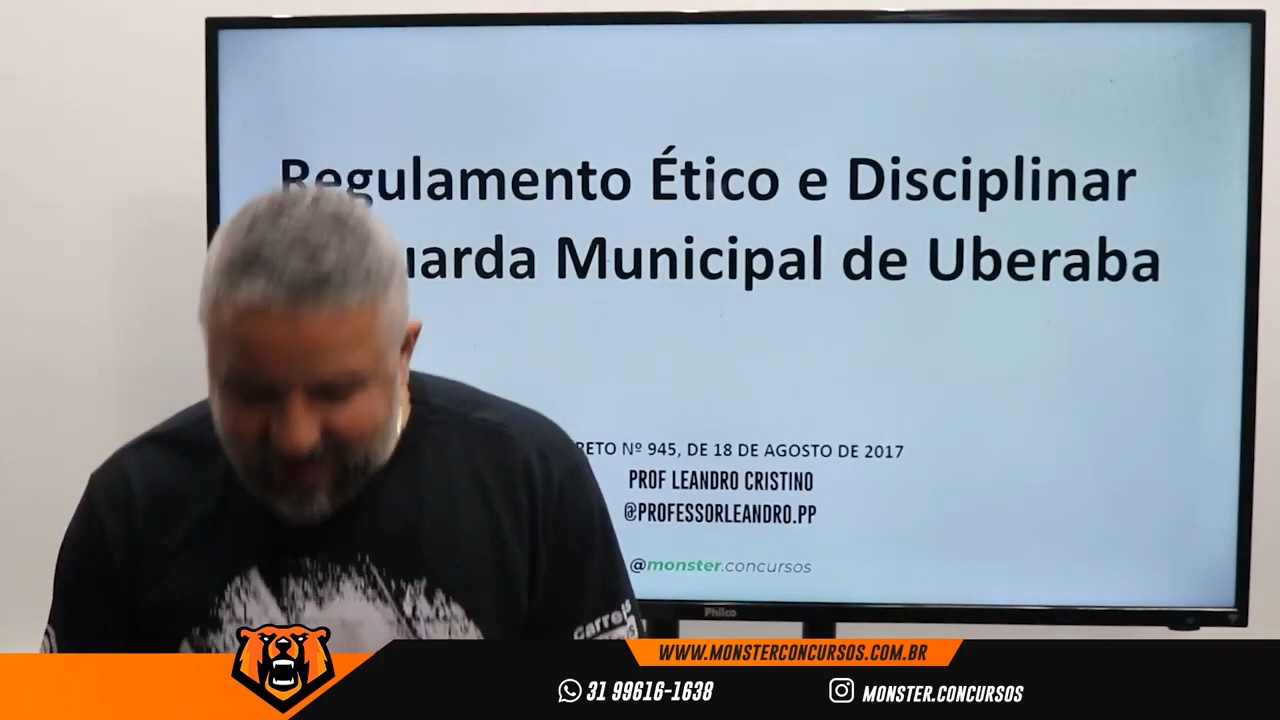 Regulamento Ético e Disciplinar
uarda Municipal de Uberaba
RETO Nº 945, DE 18 DE AGOSTO DE 2017
PROF LEANDRO CRISTINO
@PROFESSORLEANDRO.PP
@monster.concursos
Philco
WWW.MONSTERCONCURSOS.COM.BR
31 99616-1638
MONSTER.CONCURSOS